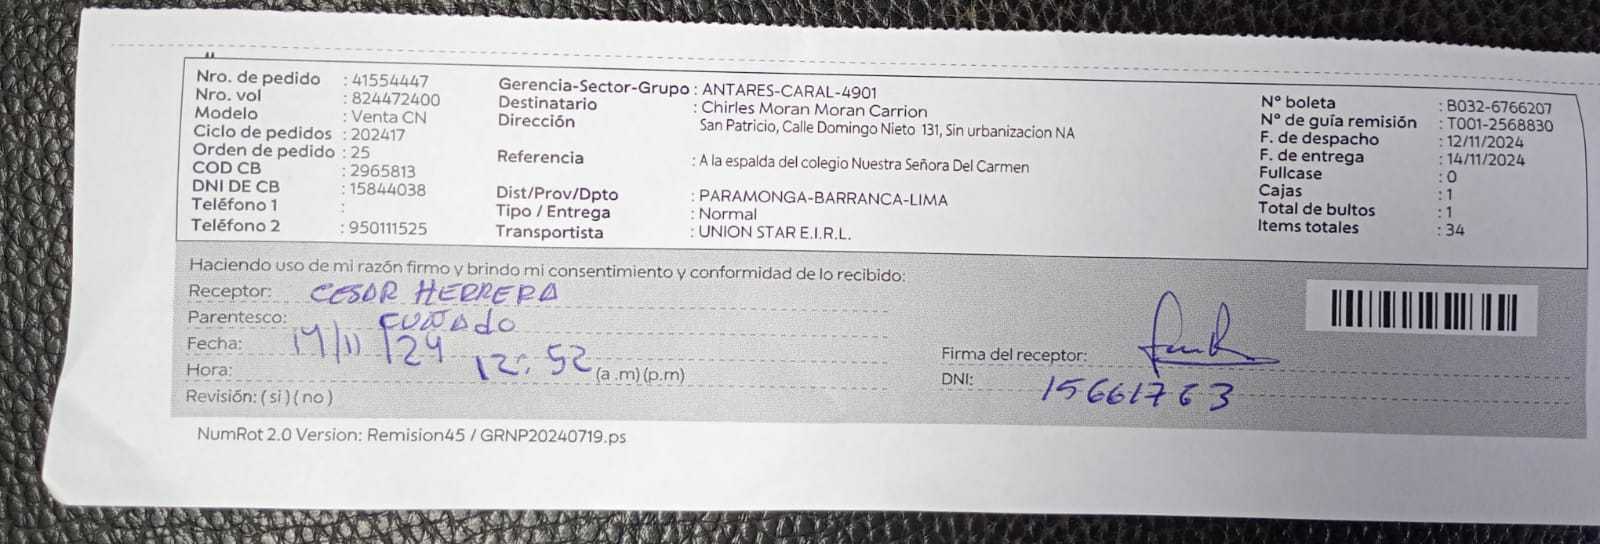 Nro. de pedido : 41554447
Nro. vol : 824472400
Modelo : Venta CN
Ciclo de pedidos : 202417
Orden de pedido : 25
COD CB : 2965813
DNI DE CB : 15844038
Teléfono 1 :
Teléfono 2 : 950111525
Gerencia-Sector-Grupo : ANTARES-CARAL-4901
Destinatario : Chirles Moran Moran Carrion
Dirección San Patricio, Calle Domingo Nieto 131, Sin urbanizacion NA
Referencia : A la espalda del colegio Nuestra Señora Del Carmen
Dist/Prov/Dpto : PARAMONGA-BARRANCA-LIMA
Tipo / Entrega : Normal
Transportista : UNION STAR E.I.R.L.
N° boleta : B032-6766207
N° de guía remisión : T001-2568830
F. de despacho : 12/11/2024
F. de entrega : 14/11/2024
Fullcase : 0
Cajas : 1
Total de bultos : 1
Items totales : 34
Haciendo uso de mi razón firmo y brindo mi consentimiento y conformidad de lo recibido:
Receptor: CESAR HERRERA
Parentesco: CUÑADO
Fecha: 14/11/24
Hora: 12:52 (a .m) (p.m)
Revisión: ( si ) ( no )
Firma del receptor:
DNI: 15661763
NumRot 2.0 Version: Remision45 / GRNP20240719.ps